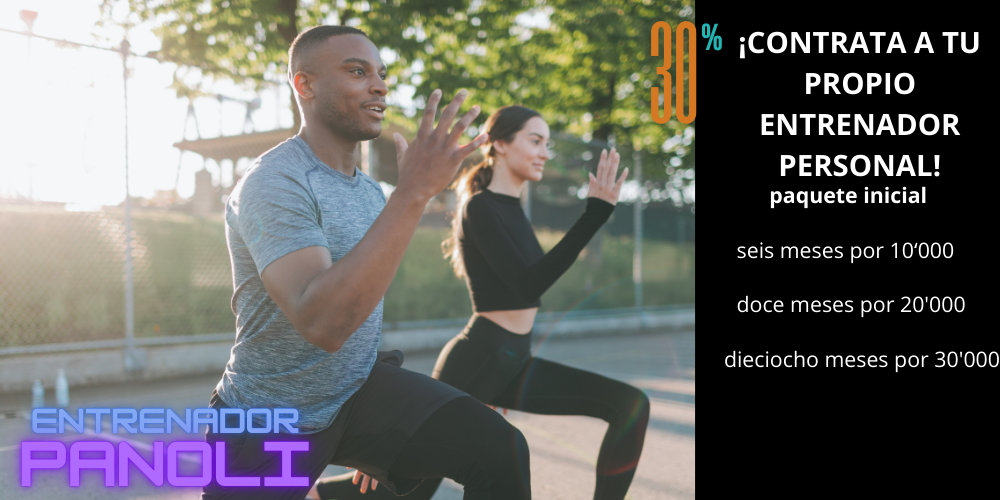 30%
¡CONTRATA A TU
PROPIO
ENTRENADOR
PERSONAL!
paquete inicial
seis meses por 10‘000
doce meses por 20'000
dieciocho meses por 30'000
ENTRENADOR
PANOLI